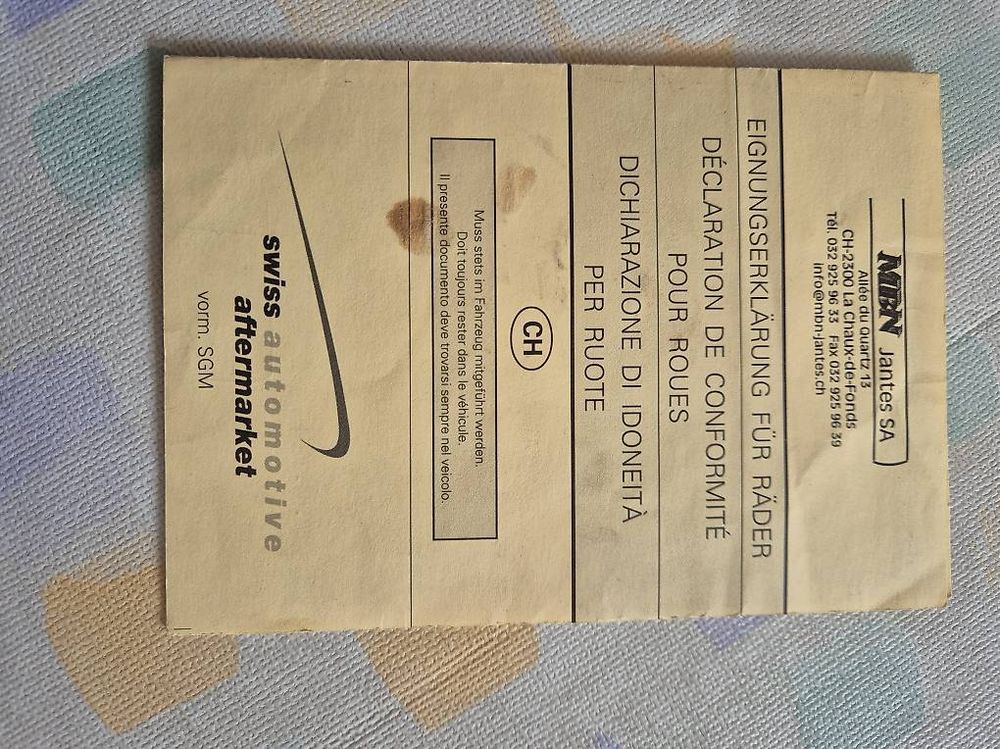 MBN Jantes SA
Allée du Quartz 13
CH-2300 La Chaux-de-Fonds
Tél. 032 925 96 33 Fax 032 925 96 39
info@mbn-jantes.ch
EIGNUNGSERKLÄRUNG FÜR RÄDER
DÉCLARATION DE CONFORMITÉ
POUR ROUES
DICHIARAZIONE DI IDONEITÀ
PER RUOTE
CH
Muss stets im Fahrzeug mitgeführt werden.
Doit toujours rester dans le véhicule.
Il presente documento deve trovarsi sempre nel veicolo.
swiss automotive
aftermarket
vorm. SGM